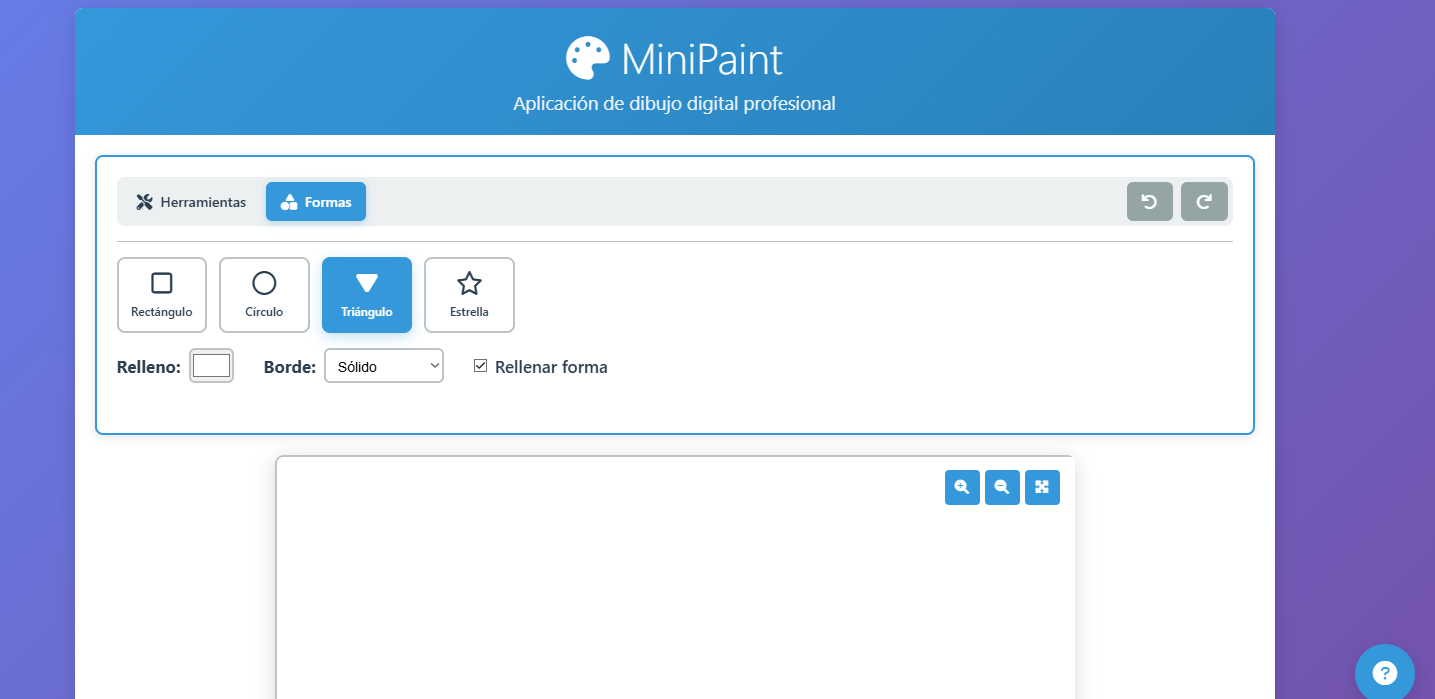 MiniPaint
Aplicación de dibujo digital profesional
Herramientas
Formas
Rectángulo
Círculo
Triángulo
Estrella
Relleno:
Borde:
Sólido
Rellenar forma
?